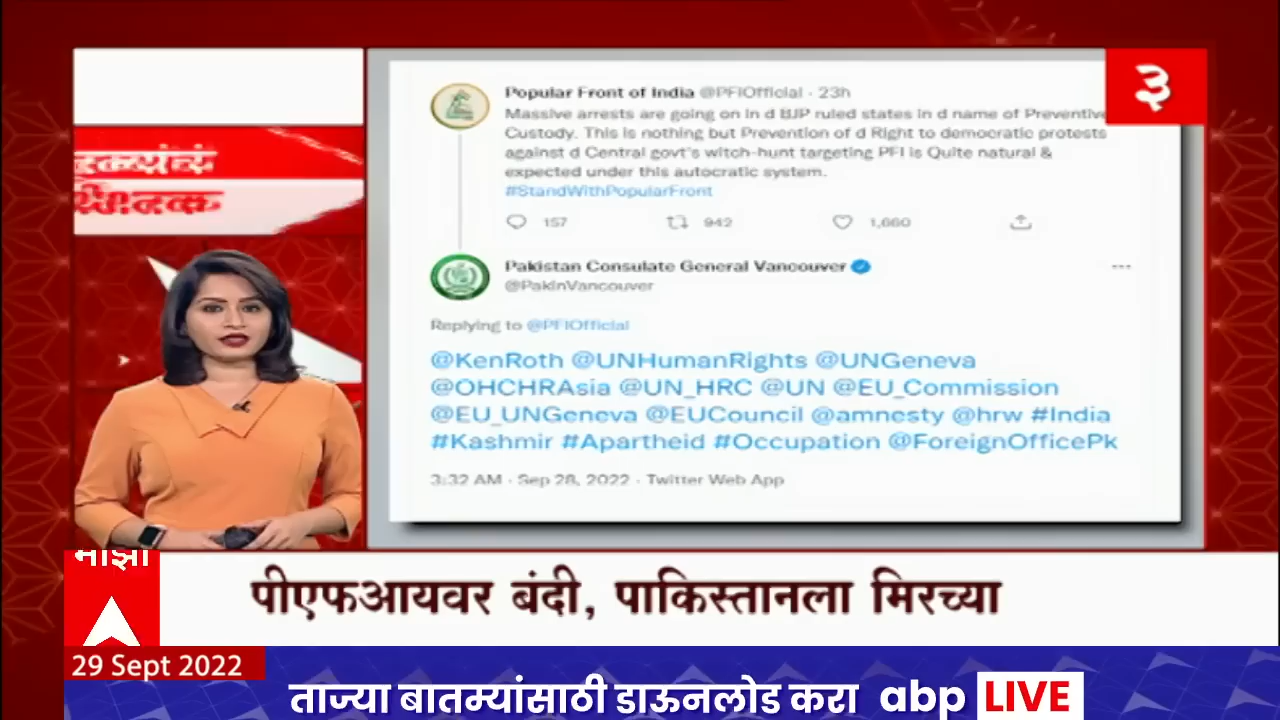 ३
Popular Front of India @PFIOfficial · 23h
Massive arrests are going on in d BJP ruled states in d name of Preventive
Custody. This is nothing but Prevention of d Right to democratic protests
against d Central govt's witch-hunt targeting PFI is Quite natural &
expected under this autocratic system.
#StandWithPopularFront
157 942 1,660
Pakistan Consulate General Vancouver
@PakInVancouver
Replying to @PFIOfficial
@KenRoth @UNHumanRights @UNGeneva
@OHCHRAsia @UN_HRC @UN @EU_Commission
@EU_UNGeneva @EUCouncil @amnesty @hrw #India
#Kashmir #Apartheid #Occupation @ForeignOfficePk
3:32 AM · Sep 28, 2022 · Twitter Web App
माझा
पीएफआयवर बंदी, पाकिस्तानला मिरच्या
29 Sept 2022
ताज्या बातम्यांसाठी डाऊनलोड करा abp LIVE